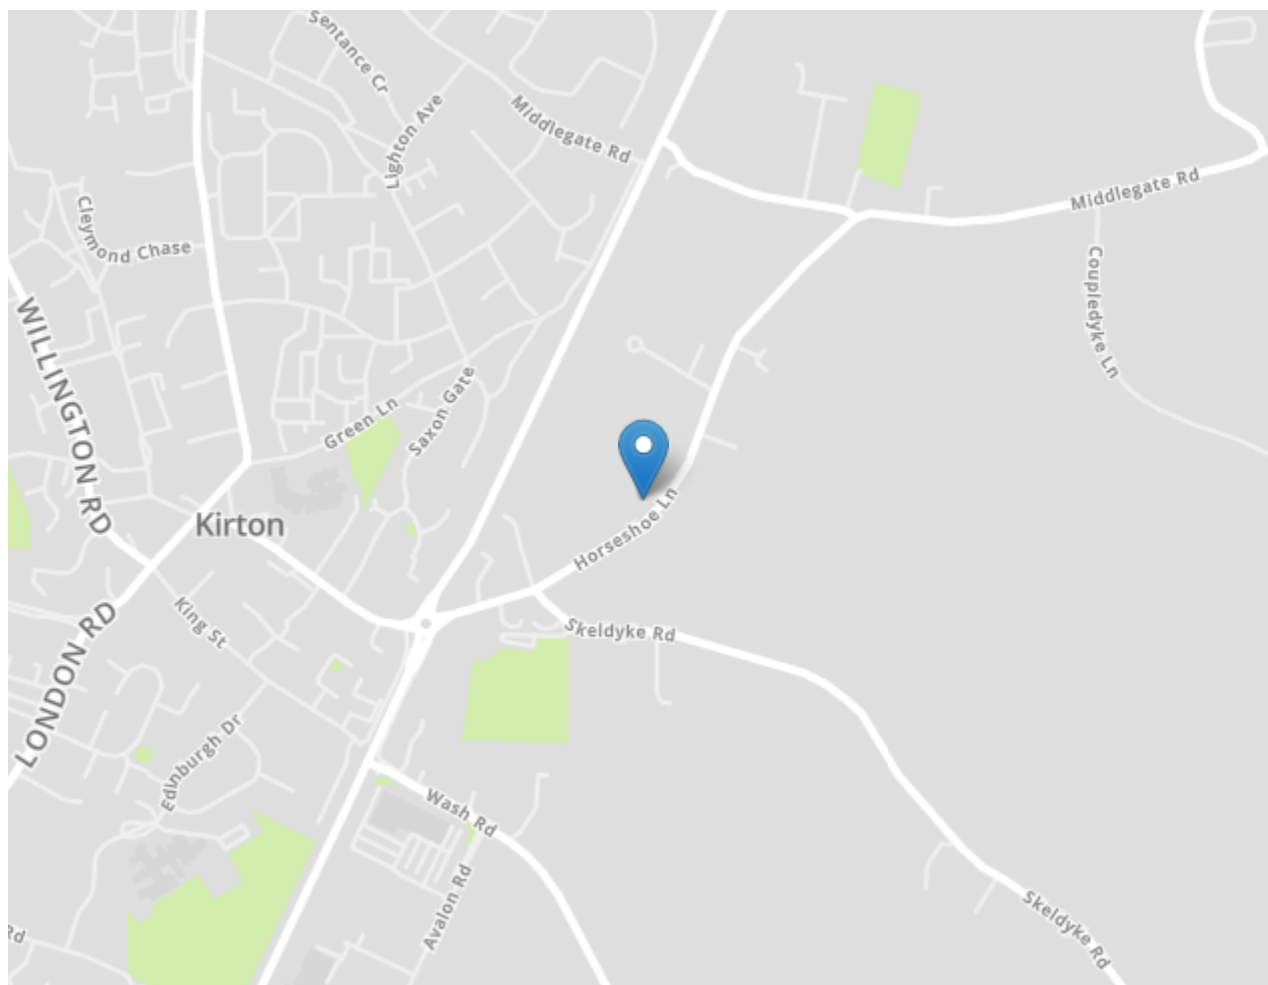 Sentance Cr
Lighton Ave
Middlegate Rd
Middlegate Rd
Cleymond Chase
Coupledyke Ln
WILLINGTON RD
Saxon Gate
Green Ln
Kirton
Horseshoe Ln
King St
Skeldyke Rd
LONDON RD
Edinburgh Dr
Wash Rd
Avalon Rd
Skeldyke Rd
Rd